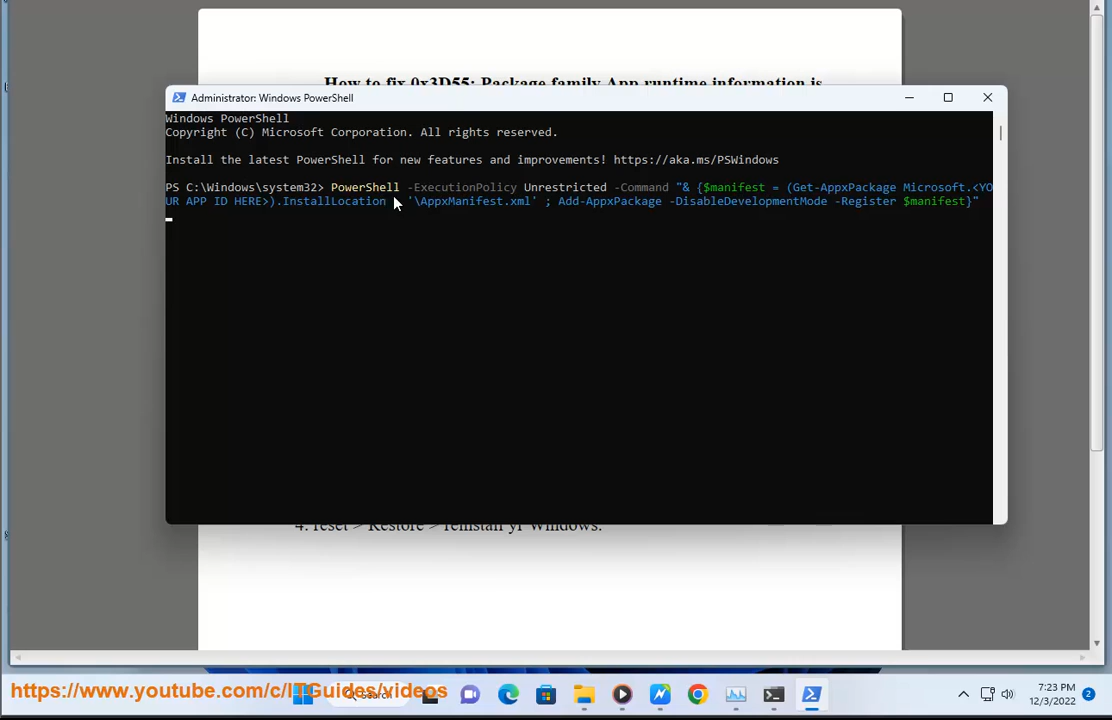 How to fix 0x3D55: Package family App runtime information is
Administrator: Windows PowerShell
Windows PowerShell
Copyright (C) Microsoft Corporation. All rights reserved.
Install the latest PowerShell for new features and improvements! https://aka.ms/PSWindows
PS C:\Windows\system32> PowerShell -ExecutionPolicy Unrestricted -Command "& {$manifest = (Get-AppxPackage Microsoft.<YO
UR APP ID HERE>).InstallLocation '\AppxManifest.xml' ; Add-AppxPackage -DisableDevelopmentMode -Register $manifest}"
4. reset > Restore > reinstall yr Windows.
https://www.youtube.com/c/ITGuides/videos
Search
7:23 PM
12/3/2022
2